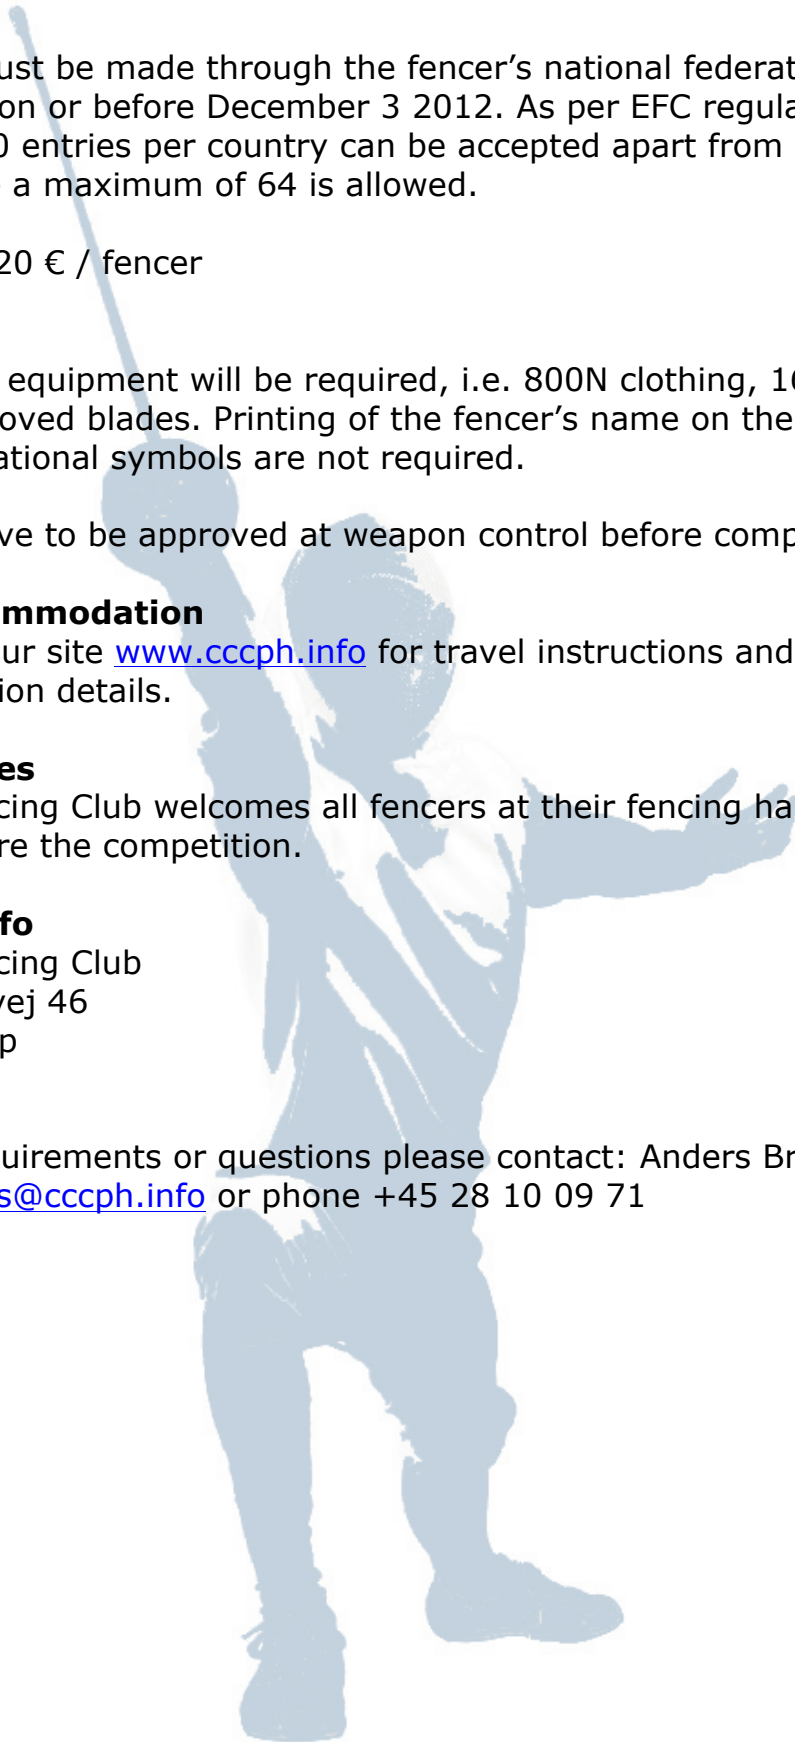 ust be made through the fencer's national federat
on or before December 3 2012. As per EFC regula
0 entries per country can be accepted apart from
a maximum of 64 is allowed.
20 € / fencer
equipment will be required, i.e. 800N clothing, 16
oved blades. Printing of the fencer's name on the
ational symbols are not required.
ve to be approved at weapon control before comp
mmodation
ur site www.cccph.info for travel instructions and
ion details.
es
cing Club welcomes all fencers at their fencing ha
re the competition.
fo
cing Club
vej 46
p
uirements or questions please contact: Anders Br
s@cccph.info or phone +45 28 10 09 71